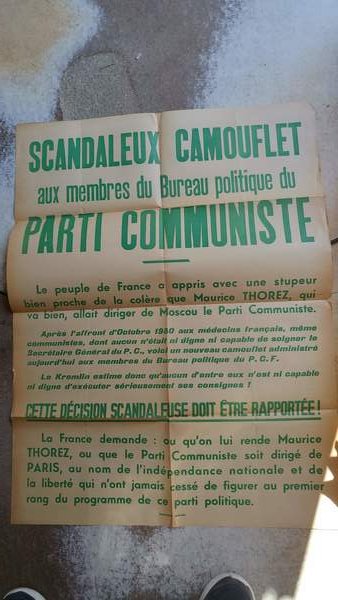 SCANDALEUX CAMOUFLET
aux membres du Bureau politique du
PARTI COMMUNISTE
Le peuple de France a appris avec une stupeur
bien proche de la colère que Maurice THOREZ, qui
va bien, allait diriger de Moscou le Parti Communiste.
Après l'affront d'Octobre 1950 aux médecins français, même
communistes, dont aucun n'était ni digne ni capable de soigner le
Secrétaire Général du P. C., voici un nouveau camouflet administré
aujourd'hui aux membres du Bureau politique du P. C. F.
Le Kremlin estime donc qu'aucun d'entre eux n'est ni capable
ni digne d'exécuter sérieusement ses consignes !
CETTE DÉCISION SCANDALEUSE DOIT ÊTRE RAPPORTÉE !
La France demande : ou qu'on lui rende Maurice
THOREZ, ou que le Parti Communiste soit dirigé de
PARIS, au nom de l'indépendance nationale et de
la liberté qui n'ont jamais cessé de figurer au premier
rang du programme de ce parti politique.